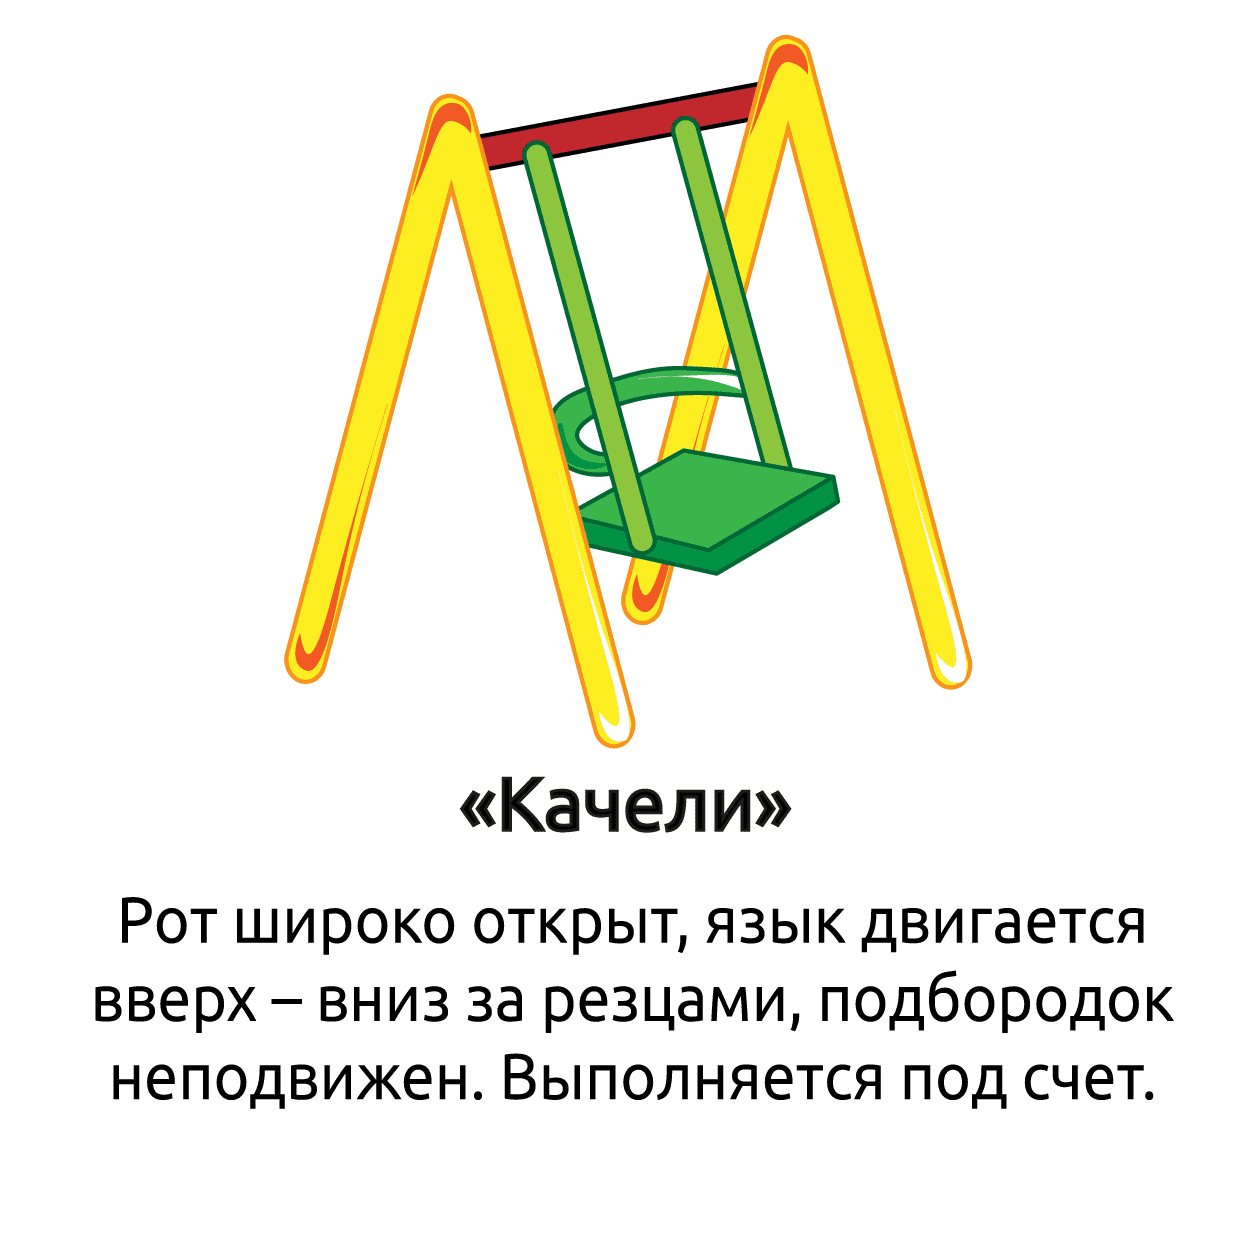 «Качели»
Рот широко открыт, язык двигается
вверх – вниз за резцами, подбородок
неподвижен. Выполняется под счет.